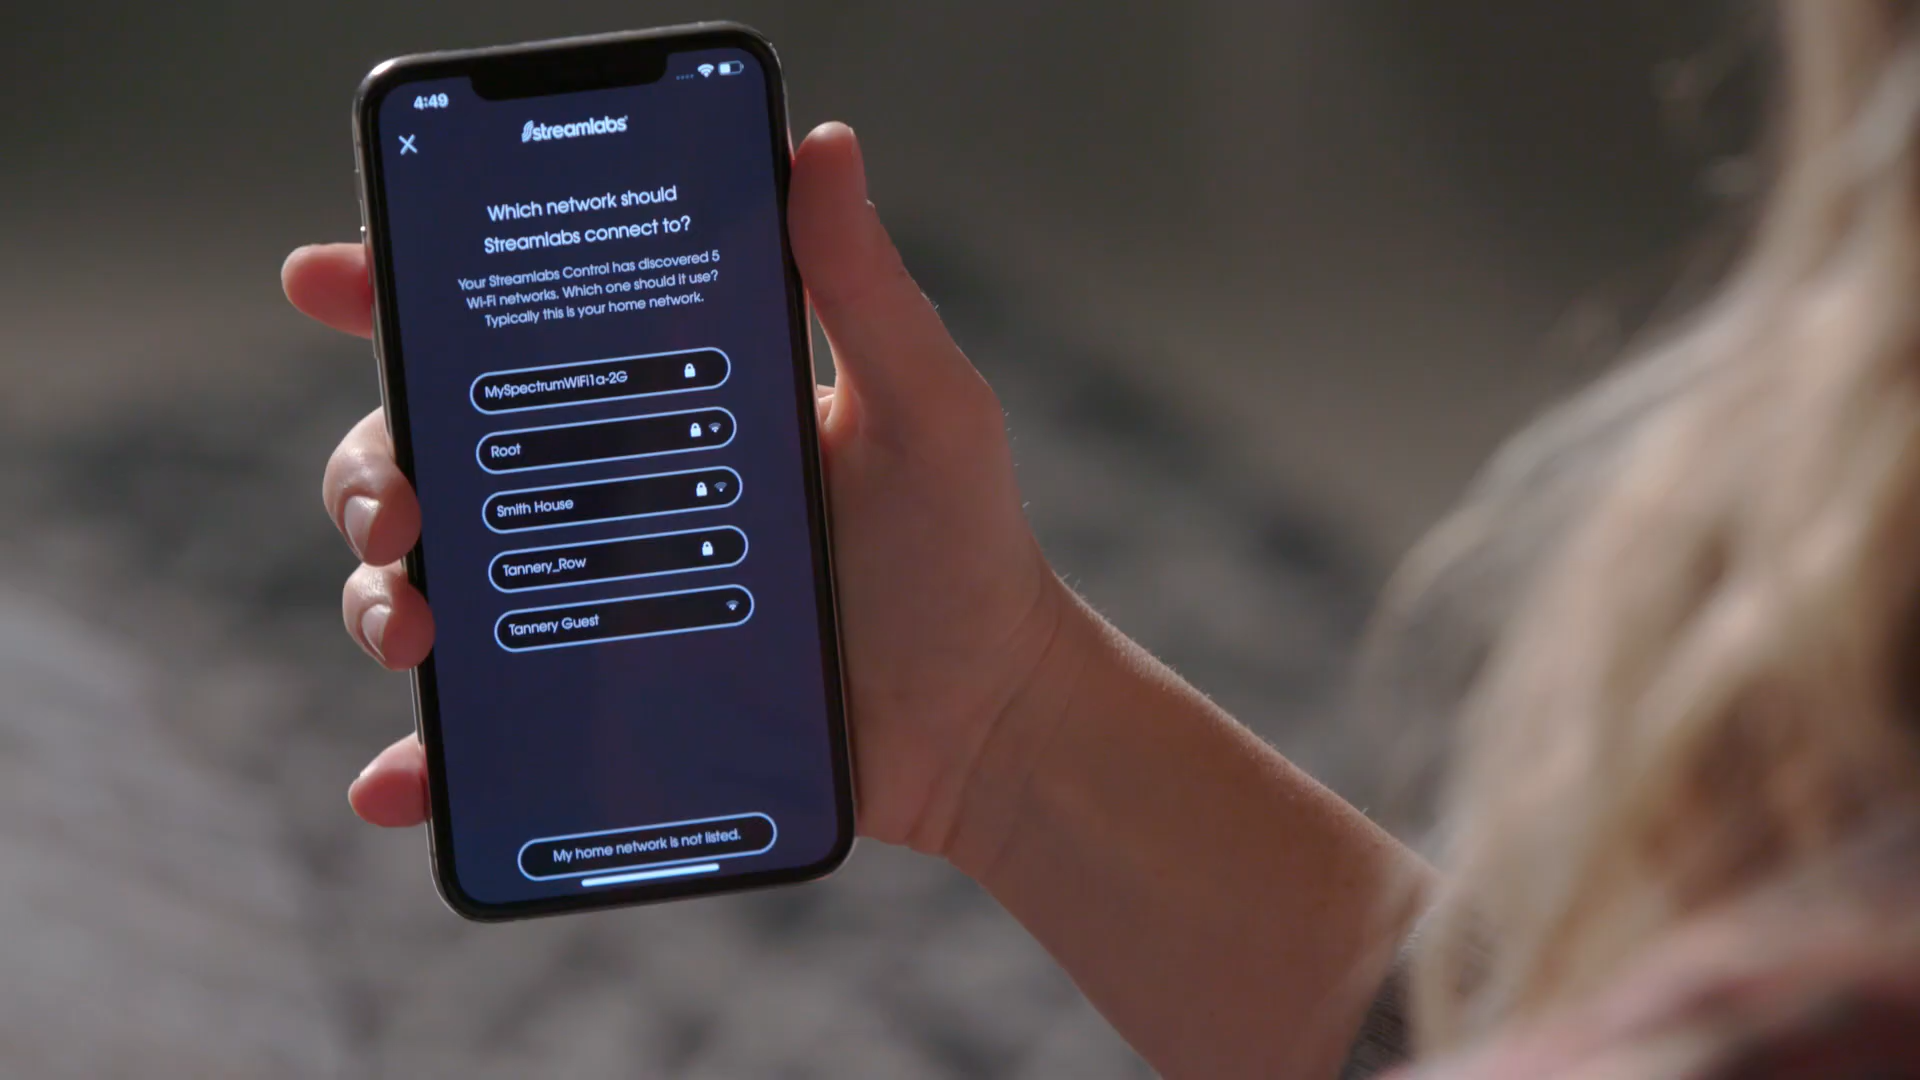 4:49
streamlabs
Which network should
Streamlabs connect to?
Your Streamlabs Control has discovered 5
Wi-Fi networks. Which one should it use?
Typically this is your home network.
MySpectrumWiFi1a-2G
Root
Smith House
Tannery_Row
Tannery Guest
My home network is not listed.